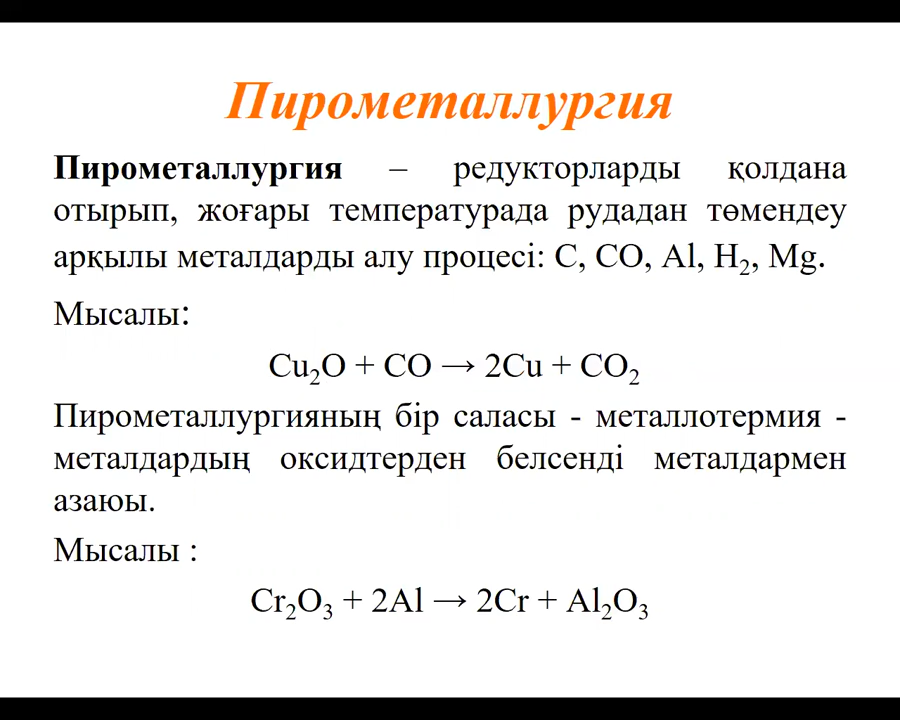 Пирометаллургия
Пирометаллургия – редукторларды қолдана
отырып, жоғары температурада рудадан төмендеу
арқылы металдарды алу процесі: C, CO, Al, H₂, Mg.
Мысалы:
Cu₂O + CO → 2Cu + CO₂
Пирометаллургияның бір саласы - металлотермия -
металдардың оксидтерден белсенді металдармен
азаюы.
Мысалы :
Cr₂O₃ + 2Al → 2Cr + Al₂O₃